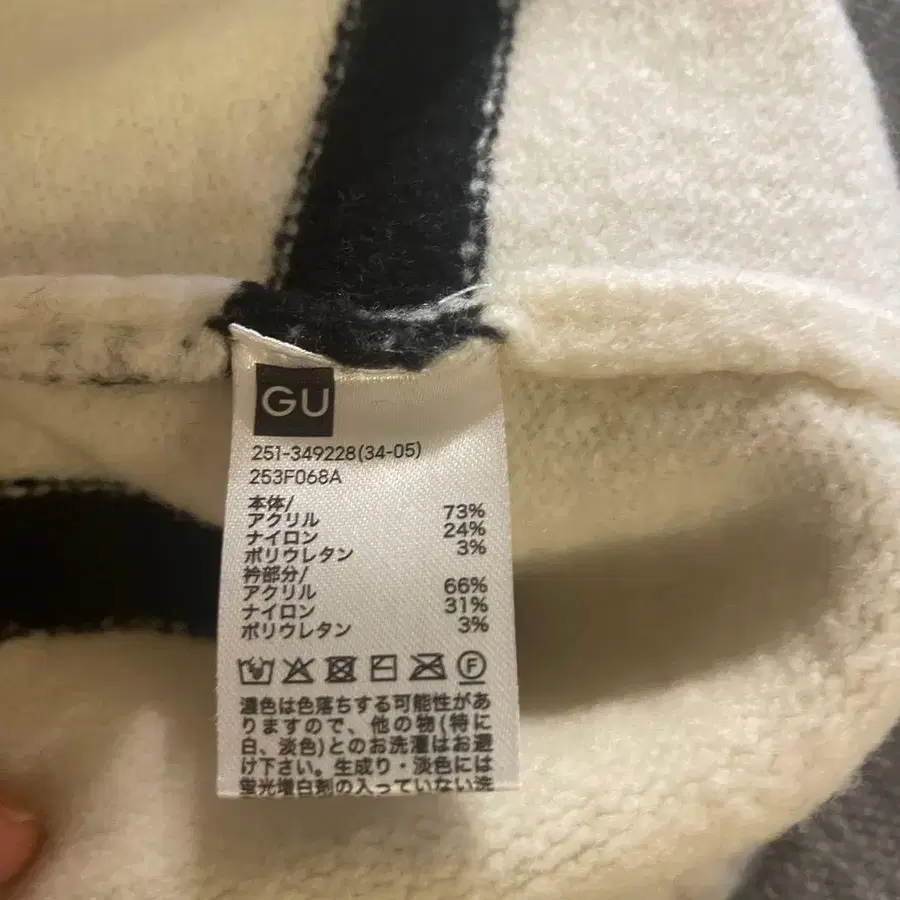 GU
251-349228(34-05)
253F068A
本体/
アクリル 73%
ナイロン 24%
ポリウレタン 3%
衿部分/
アクリル 66%
ナイロン 31%
ポリウレタン 3%
F
濃色は色落ちする可能性があ
りますので、他の物(特に
白、淡色)とのお洗濯はお避
け下さい。生成り・淡色には
蛍光増白剤の入っていない洗